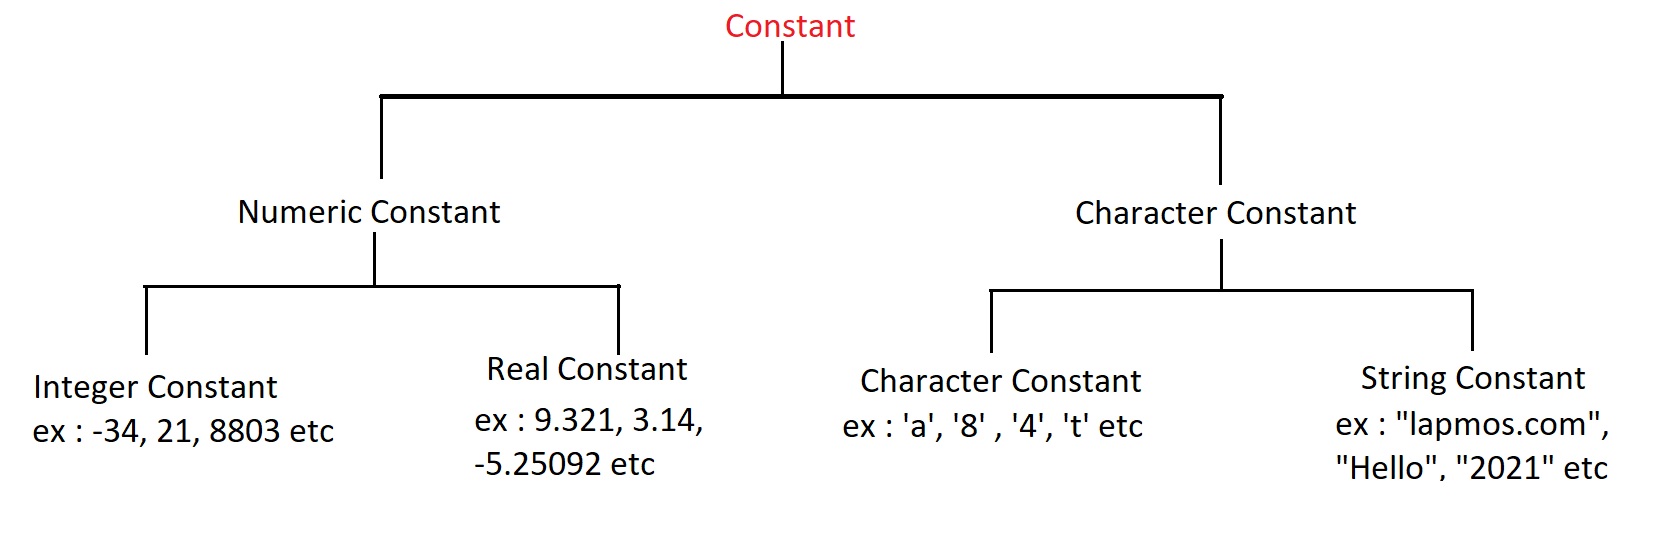 Constant
Numeric Constant
Character Constant
Integer Constant
ex : -34, 21, 8803 etc
Real Constant
ex : 9.321, 3.14,
-5.25092 etc
Character Constant
ex : 'a', '8' , '4', 't' etc
String Constant
ex : "lapmos.com",
"Hello", "2021" etc